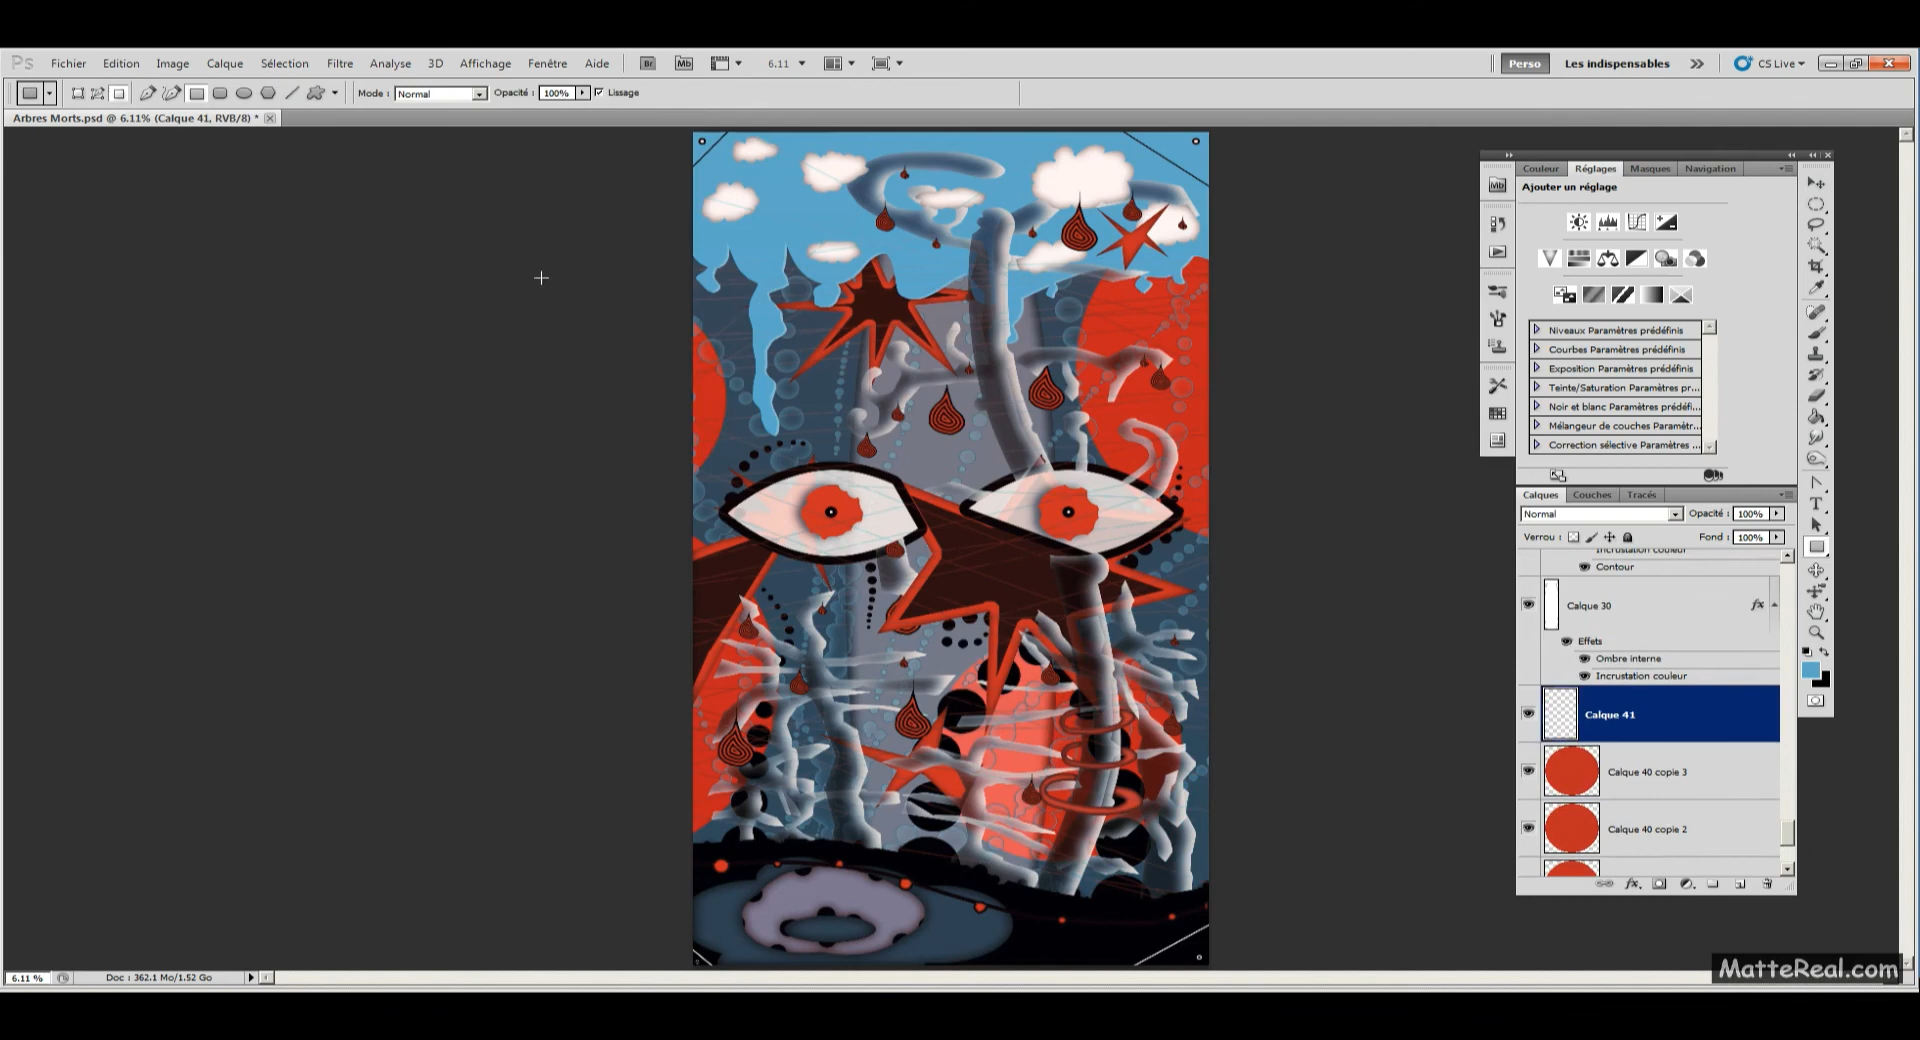 Ps Fichier Edition Image Calque Sélection Filtre Analyse 3D Affichage Fenêtre Aide Br Mb 6.11 Perso Les indispensables CS Live
Mode : Normal Opacité : 100% Lissage
Arbres Morts.psd @ 6.11% (Calque 41, RVB/8) *
Couleur Réglages Masques Navigation
Mb
Ajouter un réglage
Niveaux Paramètres prédéfinis
Courbes Paramètres prédéfinis
Exposition Paramètres prédéfinis
Teinte/Saturation Paramètres pr...
Noir et blanc Paramètres prédéfi...
Mélangeur de couches Paramètr...
Correction sélective Paramètres ...
Calques Couches Tracés
Normal Opacité : 100%
Verrou : Fond : 100%
Incrustation couleur
Contour
Calque 30 fx
Effets
Ombre interne
Incrustation couleur
Calque 41
Calque 40 copie 3
Calque 40 copie 2
fx
6.11 % Doc : 362.1 Mo/1.52 Go
MatteReal.com